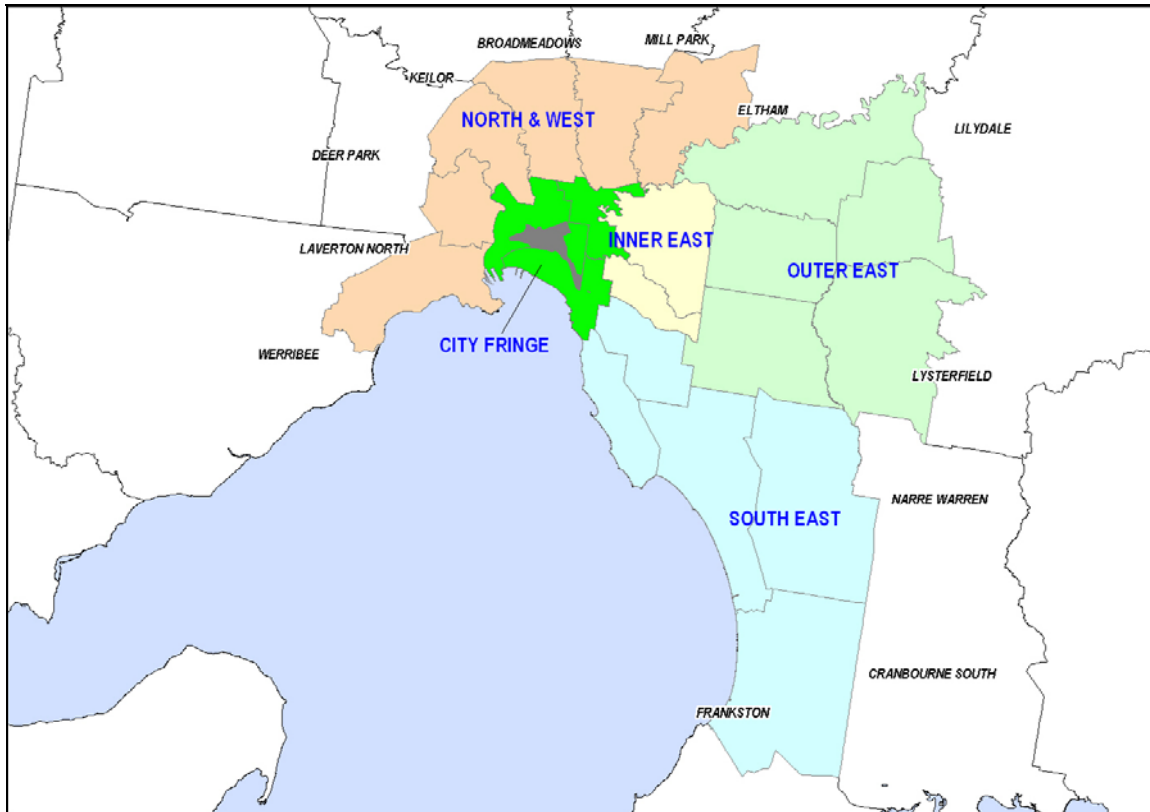 BROADMEADOWS
MILL PARK
KEILOR
ELTHAM
NORTH & WEST
LILYDALE
DEER PARK
LAVERTON NORTH
INNER EAST
OUTER EAST
CITY FRINGE
WERRIBEE
LYSTERFIELD
NARRE WARREN
SOUTH EAST
CRANBOURNE SOUTH
FRANKSTON